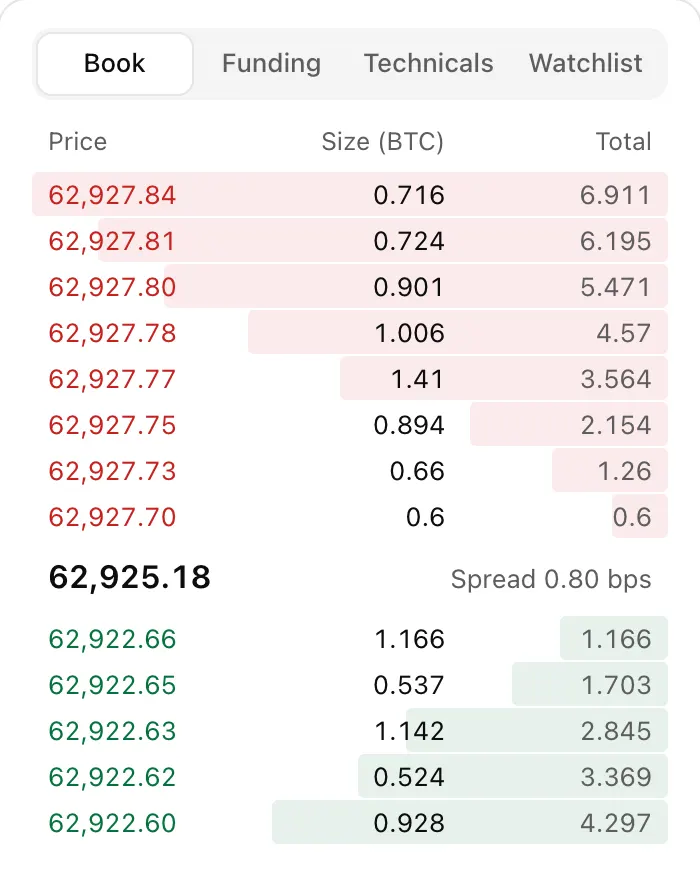 Book Funding Technicals Watchlist
Price Size (BTC) Total
62,927.84 0.716 6.911
62,927.81 0.724 6.195
62,927.80 0.901 5.471
62,927.78 1.006 4.57
62,927.77 1.41 3.564
62,927.75 0.894 2.154
62,927.73 0.66 1.26
62,927.70 0.6 0.6
62,925.18 Spread 0.80 bps
62,922.66 1.166 1.166
62,922.65 0.537 1.703
62,922.63 1.142 2.845
62,922.62 0.524 3.369
62,922.60 0.928 4.297